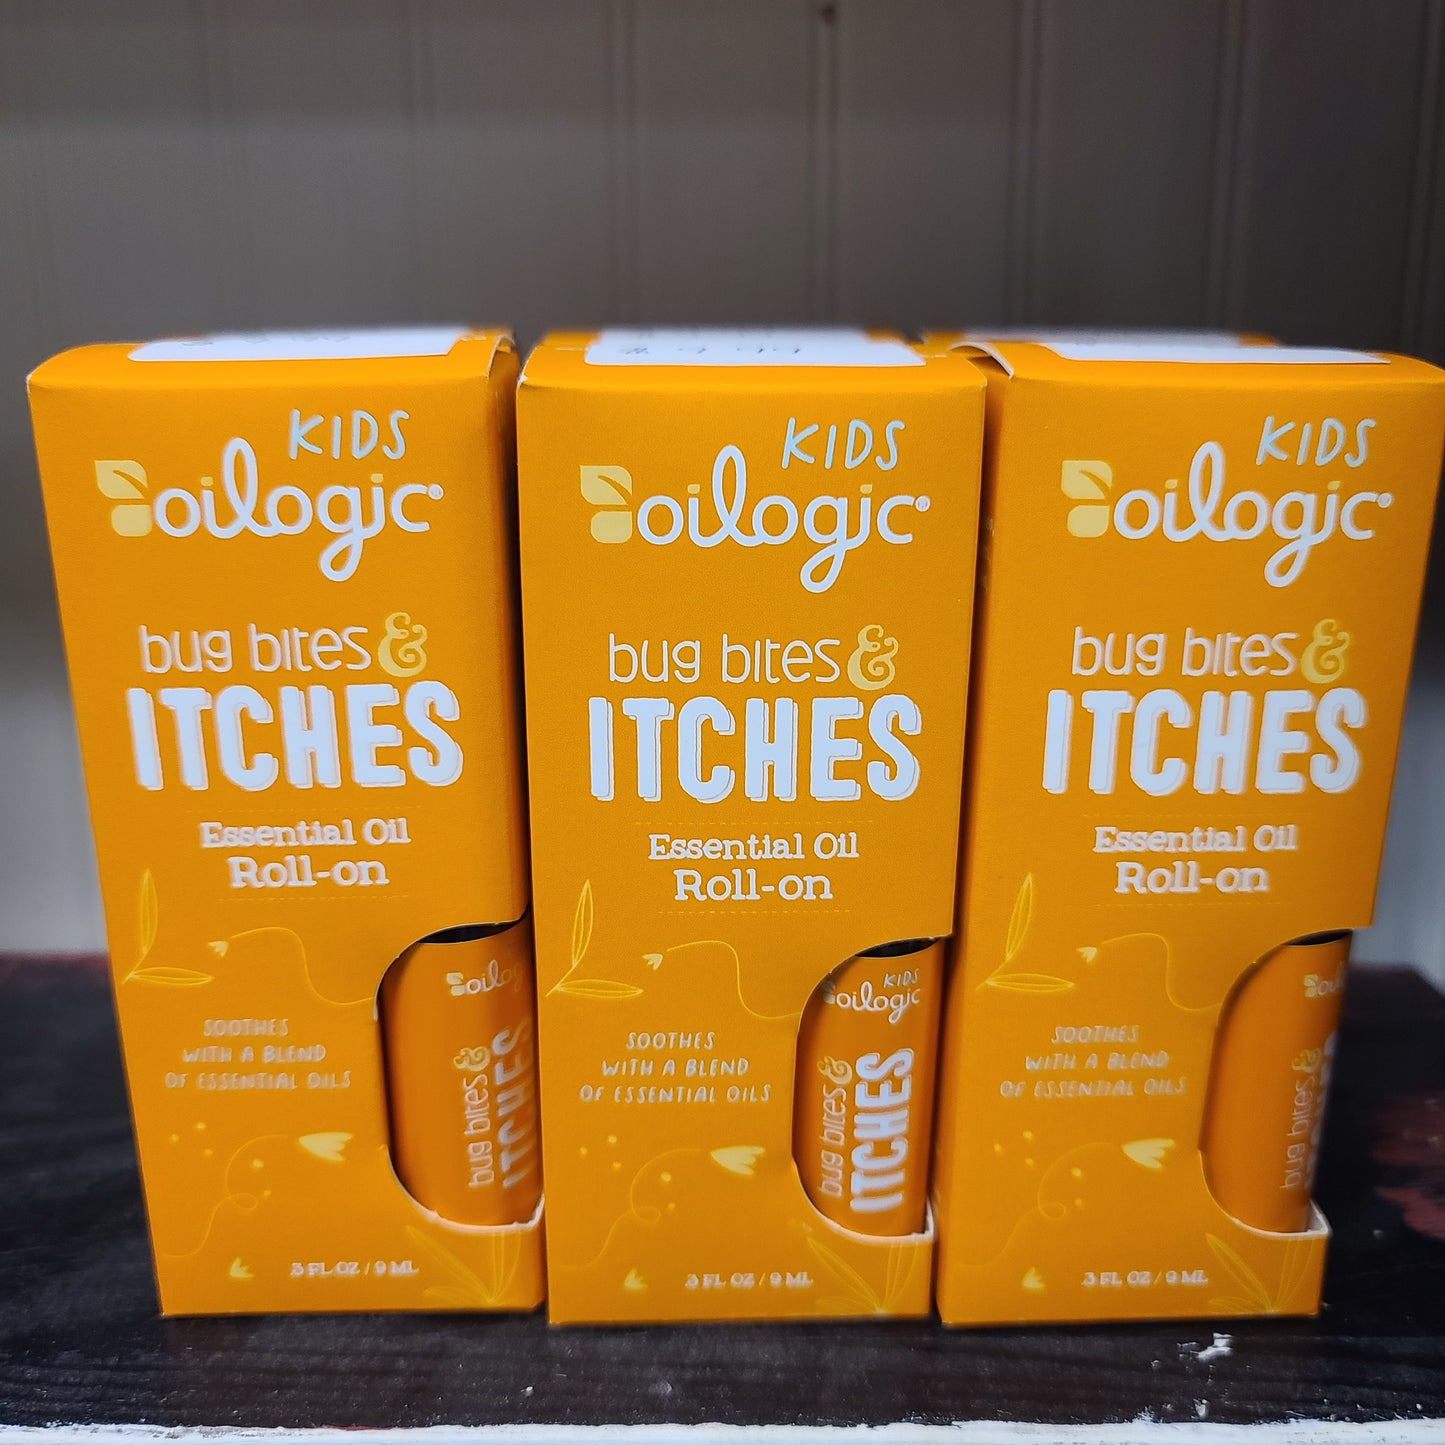 KIDS
oilogic
bug bites &
ITCHES
Essential Oil
Roll-on
SOOTHES
WITH A BLEND
OF ESSENTIAL OILS
.3 FL OZ / 9 ML
oilogic
bug bites &
ITCHES
KIDS
oilogic
bug bites &
ITCHES
Essential Oil
Roll-on
SOOTHES
WITH A BLEND
OF ESSENTIAL OILS
.3 FL OZ / 9 ML
KIDS
oilogic
bug bites &
ITCHES
KIDS
oilogic
bug bites &
ITCHES
Essential Oil
Roll-on
SOOTHES
WITH A BLEND
OF ESSENTIAL OILS
.3 FL OZ / 9 ML
bug bites &